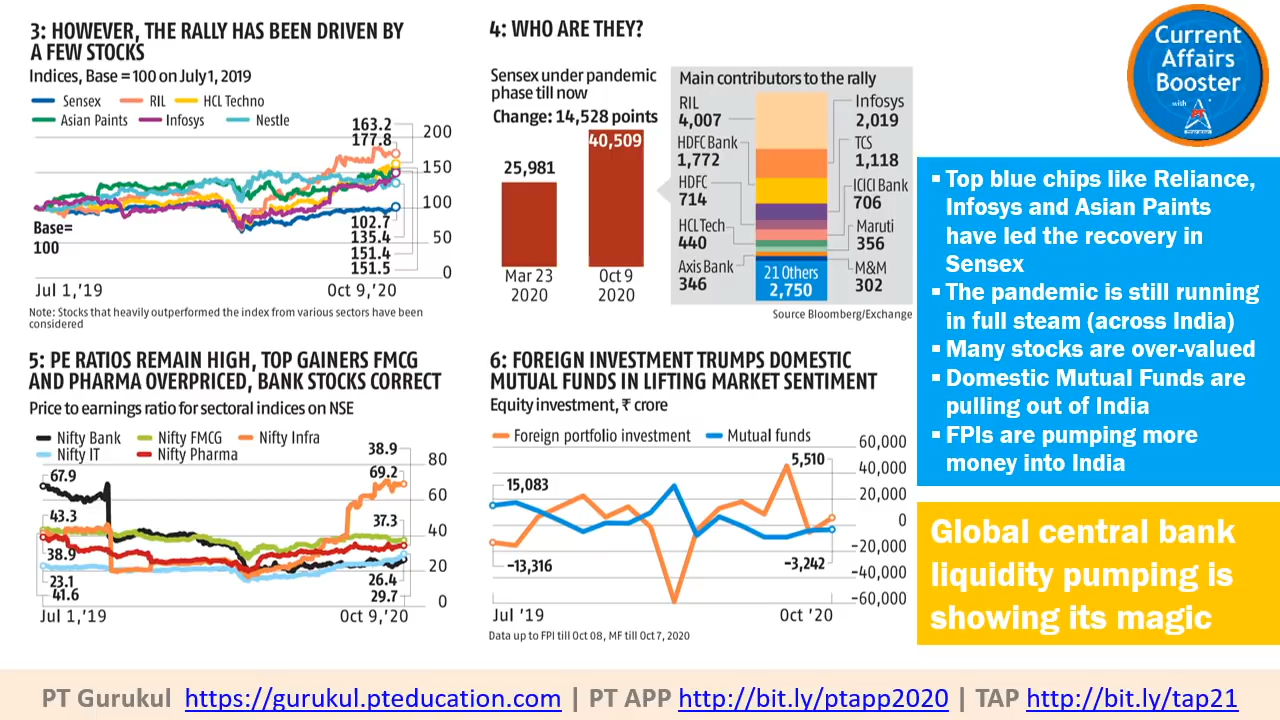 3: HOWEVER, THE RALLY HAS BEEN DRIVEN BY
A FEW STOCKS
Indices, Base = 100 on July 1, 2019
Sensex RIL HCL Techno
Asian Paints Infosys Nestle
163.2
177.8
200
150
100
50
0
Base=
100
102.7
135.4
151.4
151.5
Jul 1, '19 Oct 9, '20
Note: Stocks that heavily outperformed the index from various sectors have been
considered
4: WHO ARE THEY?
Sensex under pandemic
phase till now
Change: 14,528 points
25,981
40,509
Mar 23
2020
Oct 9
2020
Main contributors to the rally
RIL
4,007
HDFC Bank
1,772
HDFC
714
HCL Tech
440
Axis Bank
346
Infosys
2,019
TCS
1,118
ICICI Bank
706
Maruti
356
M&M
302
21 Others
2,750
Source Bloomberg/Exchange
5: PE RATIOS REMAIN HIGH, TOP GAINERS FMCG
AND PHARMA OVERPRICED, BANK STOCKS CORRECT
Price to earnings ratio for sectoral indices on NSE
Nifty Bank Nifty FMCG Nifty Infra
Nifty IT Nifty Pharma
67.9
43.3
38.9
23.1
41.6
38.9
69.2
37.3
26.4
29.7
80
60
40
20
0
Jul 1, '19 Oct 9, '20
6: FOREIGN INVESTMENT TRUMPS DOMESTIC
MUTUAL FUNDS IN LIFTING MARKET SENTIMENT
Equity investment, ₹ crore
Foreign portfolio investment Mutual funds
15,083
-13,316
5,510
-3,242
60,000
40,000
20,000
0
-20,000
-40,000
-60,000
Jul '19 Oct '20
Data up to FPI till Oct 08, MF till Oct 7, 2020
Current
Affairs
Booster
with PT
▪ Top blue chips like Reliance,
Infosys and Asian Paints
have led the recovery in
Sensex
▪ The pandemic is still running
in full steam (across India)
▪ Many stocks are over-valued
▪ Domestic Mutual Funds are
pulling out of India
▪ FPIs are pumping more
money into India
Global central bank
liquidity pumping is
showing its magic
PT Gurukul https://gurukul.pteducation.com | PT APP http://bit.ly/ptapp2020 | TAP http://bit.ly/tap21